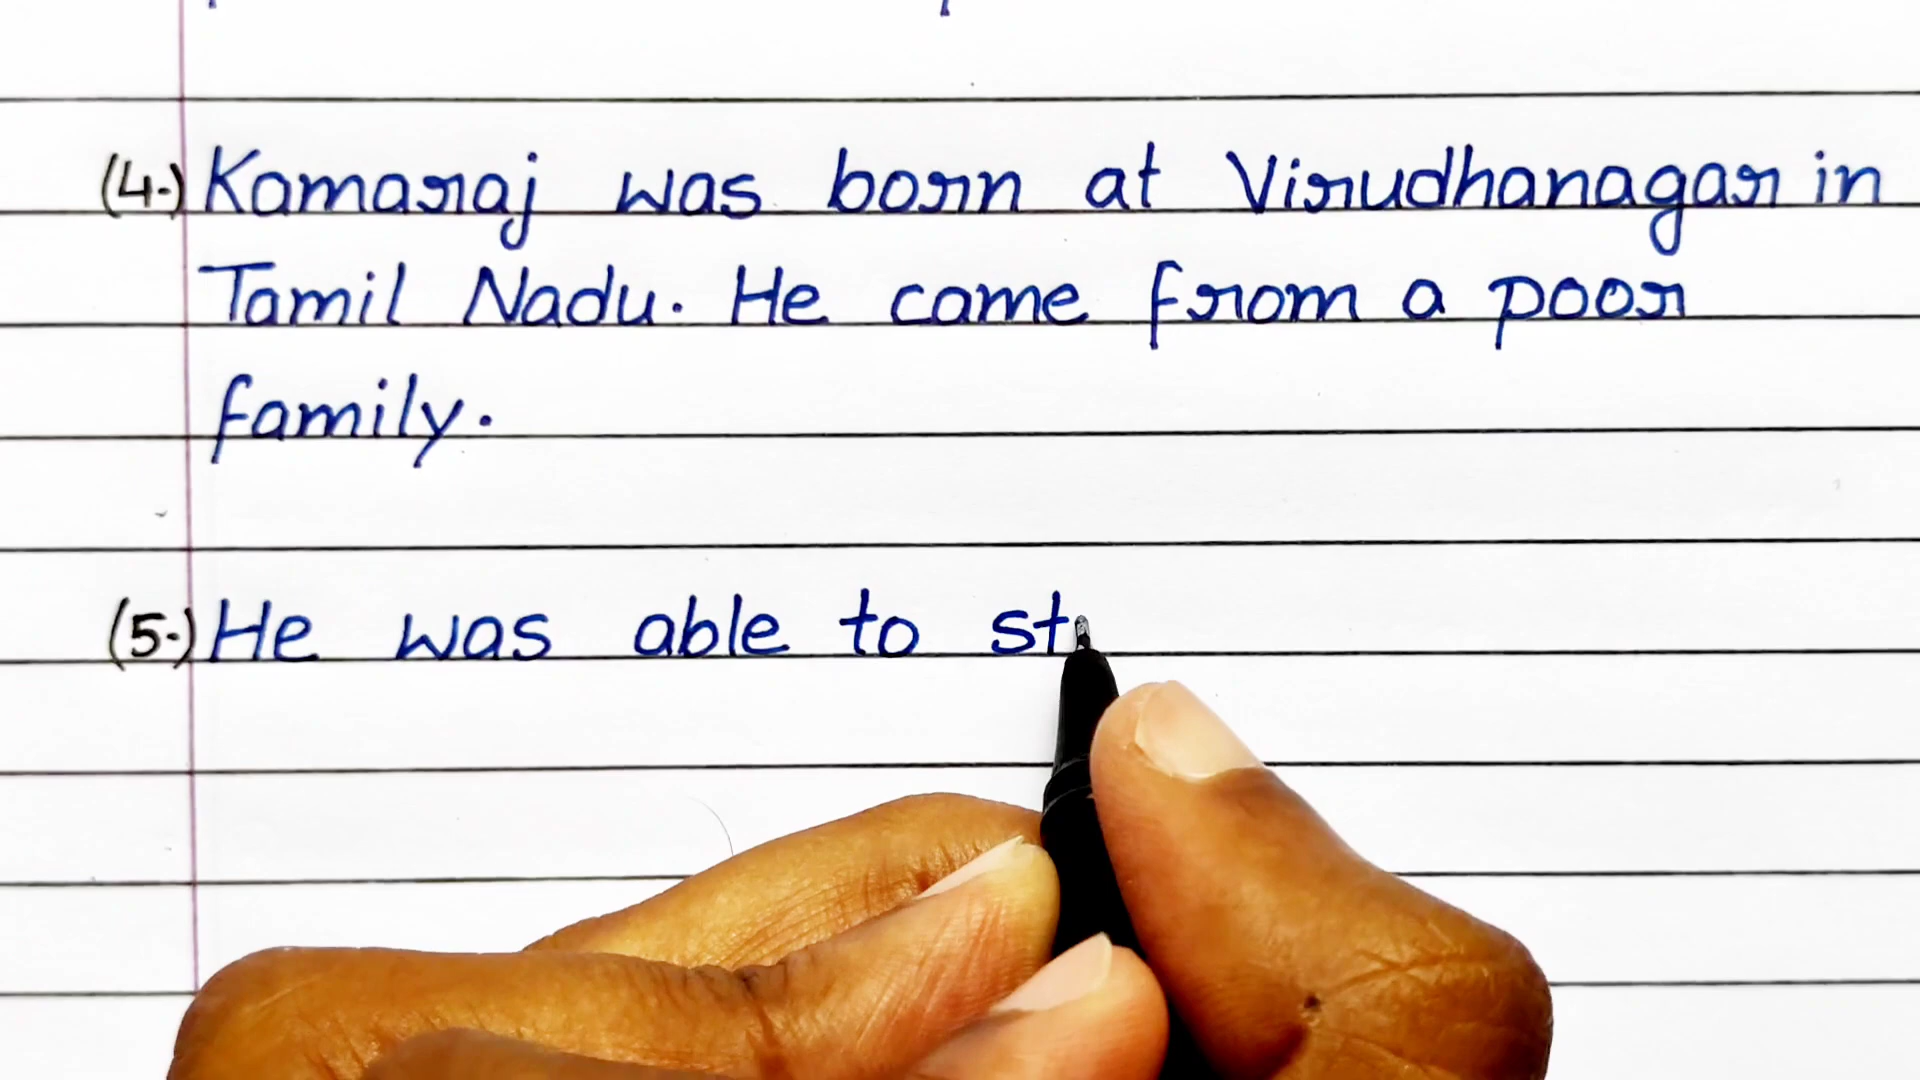 (4.) Kamaraj was born at Virudhanagar in
Tamil Nadu. He came from a poor
family.
(5.) He was able to st